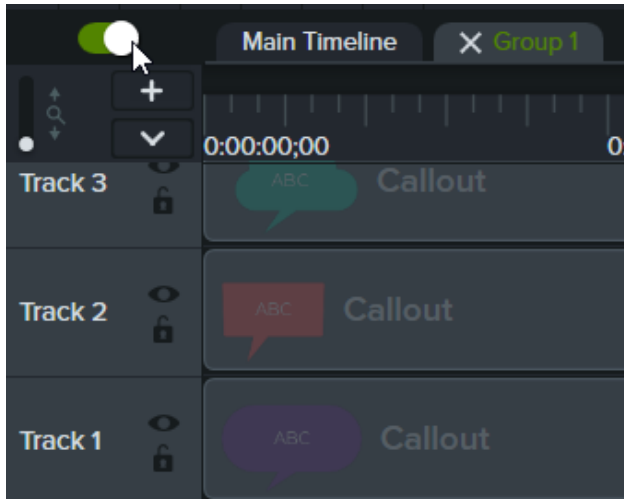 Main Timeline
Group 1
0:00:00;00
0:
Track 3
ABC
Callout
Track 2
ABC
Callout
Track 1
ABC
Callout